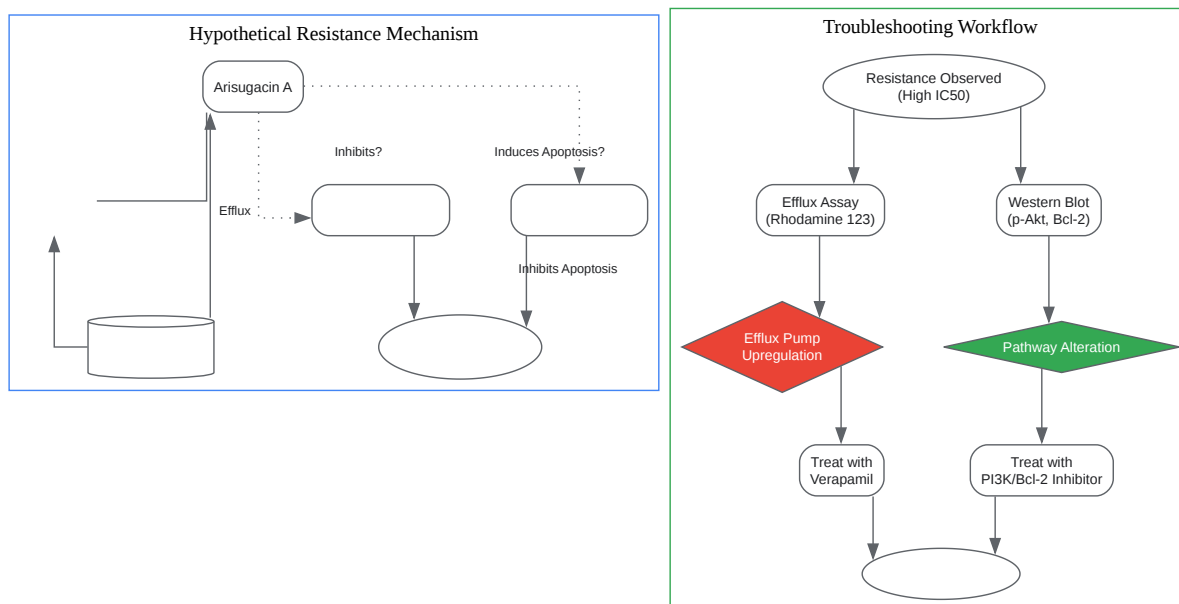 Hypothetical Resistance Mechanism
Arisugacin A
Inhibits?
Induces Apoptosis?
Efflux
Inhibits Apoptosis
Troubleshooting Workflow
Resistance Observed
(High IC50)
Efflux Assay
(Rhodamine 123)
Western Blot
(p-Akt, Bcl-2)
Efflux Pump
Upregulation
Pathway Alteration
Treat with
Verapamil
Treat with
PI3K/Bcl-2 Inhibitor